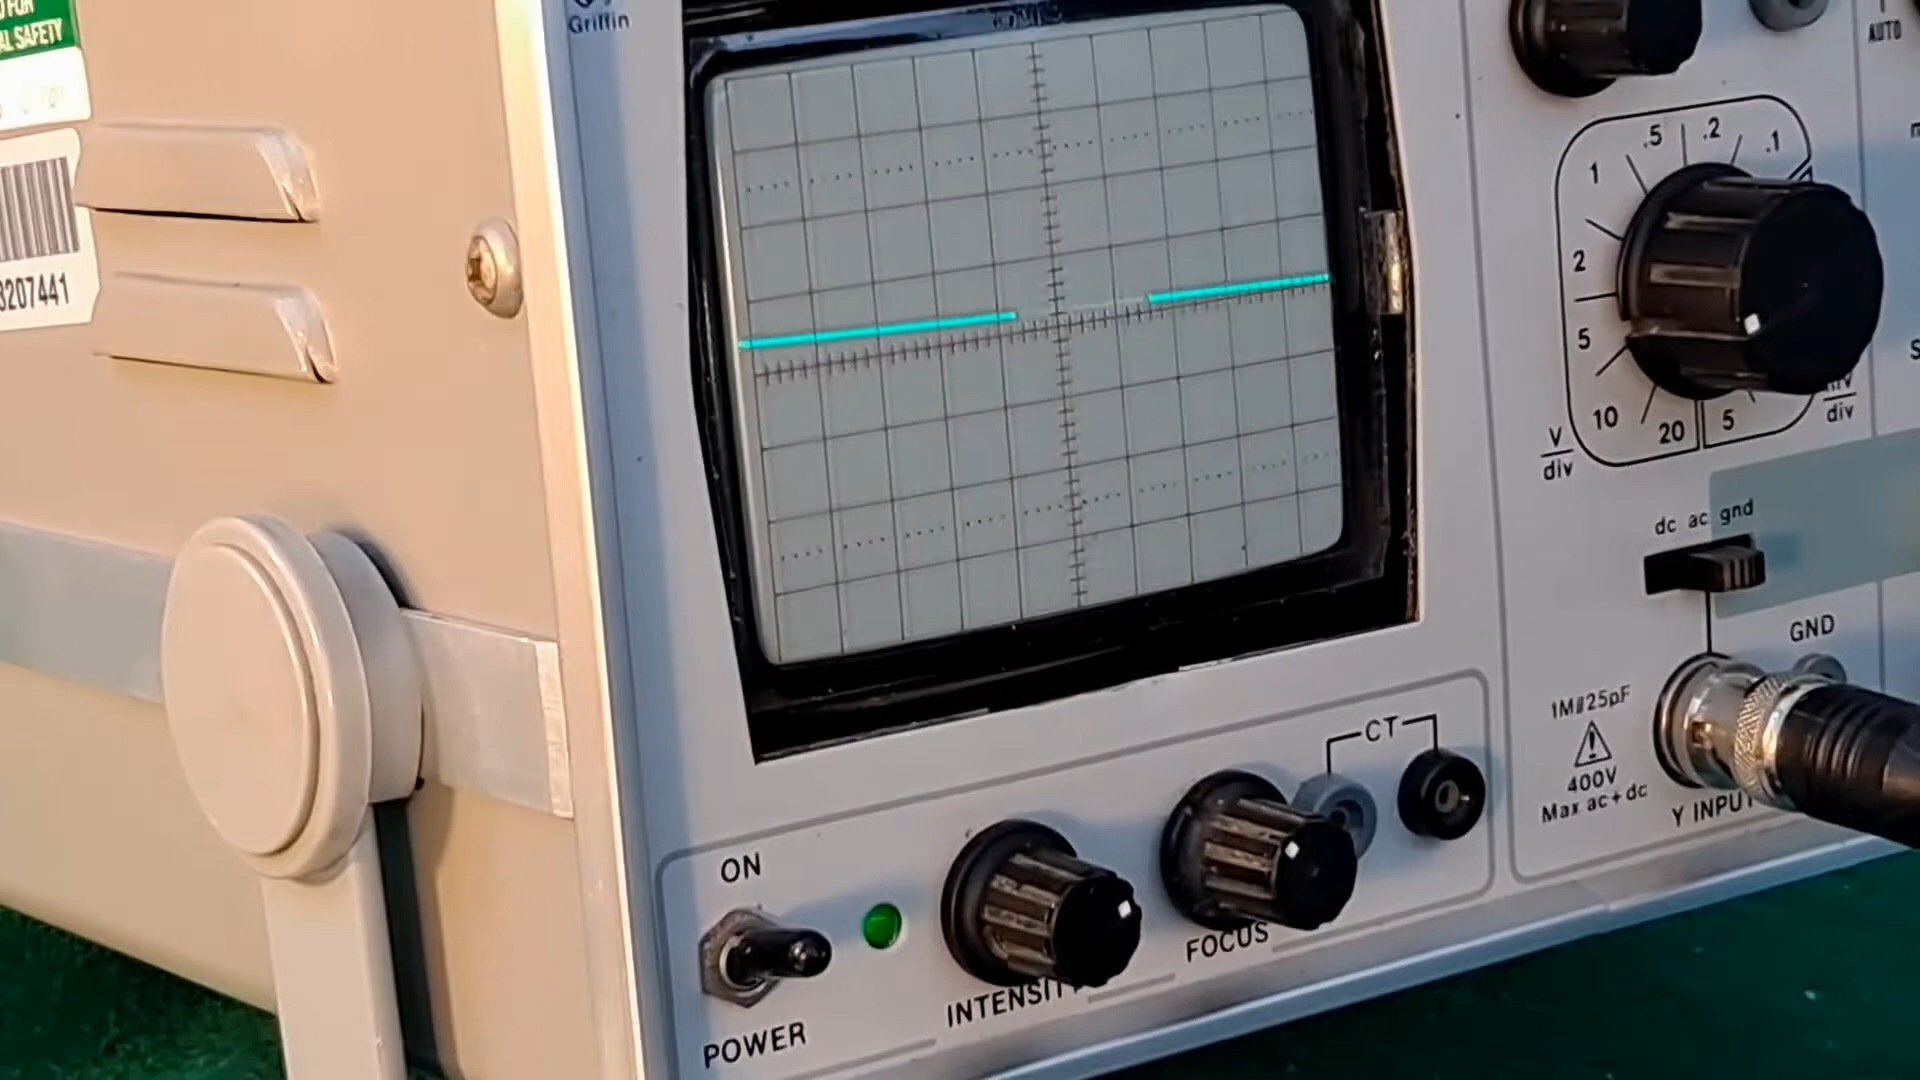 D FOR
AL SAFETY
3207441
Griffin
AUTO
.5 .2
1 .1
2
5
10 20 5
V
div
mV
div
dc ac gnd
GND
1M//25pF
400V
Max ac+dc
Y INPUT
CT
ON
POWER
INTENSITY
FOCUS